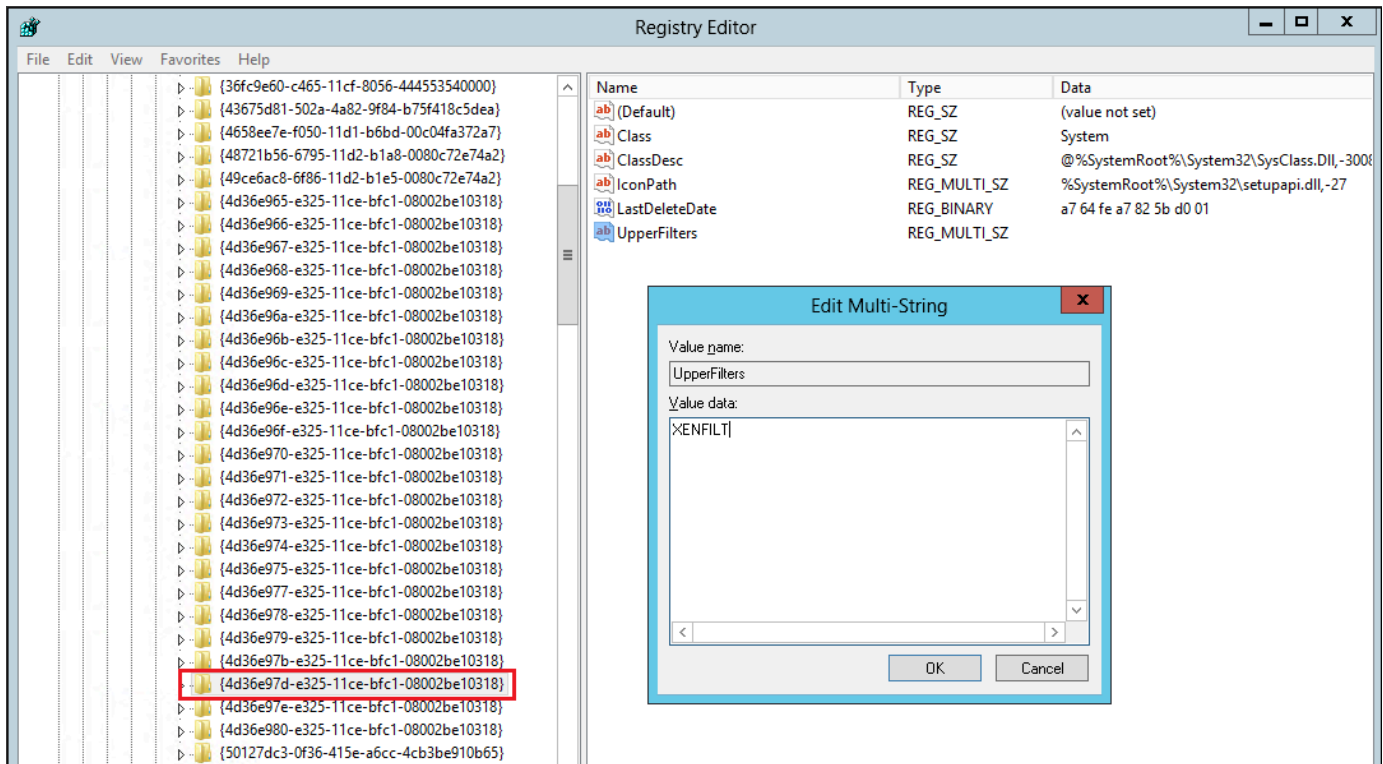 Registry Editor
File Edit View Favorites Help
{36fc9e60-c465-11cf-8056-444553540000}
{43675d81-502a-4a82-9f84-b75f418c5dea}
{4658ee7e-f050-11d1-b6bd-00c04fa372a7}
{48721b56-6795-11d2-b1a8-0080c72e74a2}
{49ce6ac8-6f86-11d2-b1e5-0080c72e74a2}
{4d36e965-e325-11ce-bfc1-08002be10318}
{4d36e966-e325-11ce-bfc1-08002be10318}
{4d36e967-e325-11ce-bfc1-08002be10318}
{4d36e968-e325-11ce-bfc1-08002be10318}
{4d36e969-e325-11ce-bfc1-08002be10318}
{4d36e96a-e325-11ce-bfc1-08002be10318}
{4d36e96b-e325-11ce-bfc1-08002be10318}
{4d36e96c-e325-11ce-bfc1-08002be10318}
{4d36e96d-e325-11ce-bfc1-08002be10318}
{4d36e96e-e325-11ce-bfc1-08002be10318}
{4d36e96f-e325-11ce-bfc1-08002be10318}
{4d36e970-e325-11ce-bfc1-08002be10318}
{4d36e971-e325-11ce-bfc1-08002be10318}
{4d36e972-e325-11ce-bfc1-08002be10318}
{4d36e973-e325-11ce-bfc1-08002be10318}
{4d36e974-e325-11ce-bfc1-08002be10318}
{4d36e975-e325-11ce-bfc1-08002be10318}
{4d36e977-e325-11ce-bfc1-08002be10318}
{4d36e978-e325-11ce-bfc1-08002be10318}
{4d36e979-e325-11ce-bfc1-08002be10318}
{4d36e97b-e325-11ce-bfc1-08002be10318}
{4d36e97d-e325-11ce-bfc1-08002be10318}
{4d36e97e-e325-11ce-bfc1-08002be10318}
{4d36e980-e325-11ce-bfc1-08002be10318}
{50127dc3-0f36-415e-a6cc-4cb3be910b65}
Name Type Data
(Default) REG_SZ (value not set)
Class REG_SZ System
ClassDesc REG_SZ @%SystemRoot%\System32\SysClass.Dll,-3008
IconPath REG_MULTI_SZ %SystemRoot%\System32\setupapi.dll,-27
LastDeleteDate REG_BINARY a7 64 fe a7 82 5b d0 01
UpperFilters REG_MULTI_SZ
Edit Multi-String
Value name:
UpperFilters
Value data:
XENFILT
OK Cancel